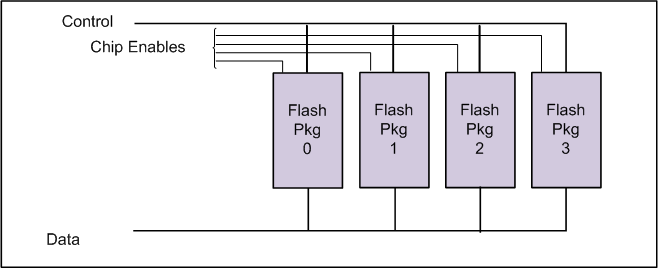 Control
Chip Enables
Flash
Pkg
0
Flash
Pkg
1
Flash
Pkg
2
Flash
Pkg
3
Data